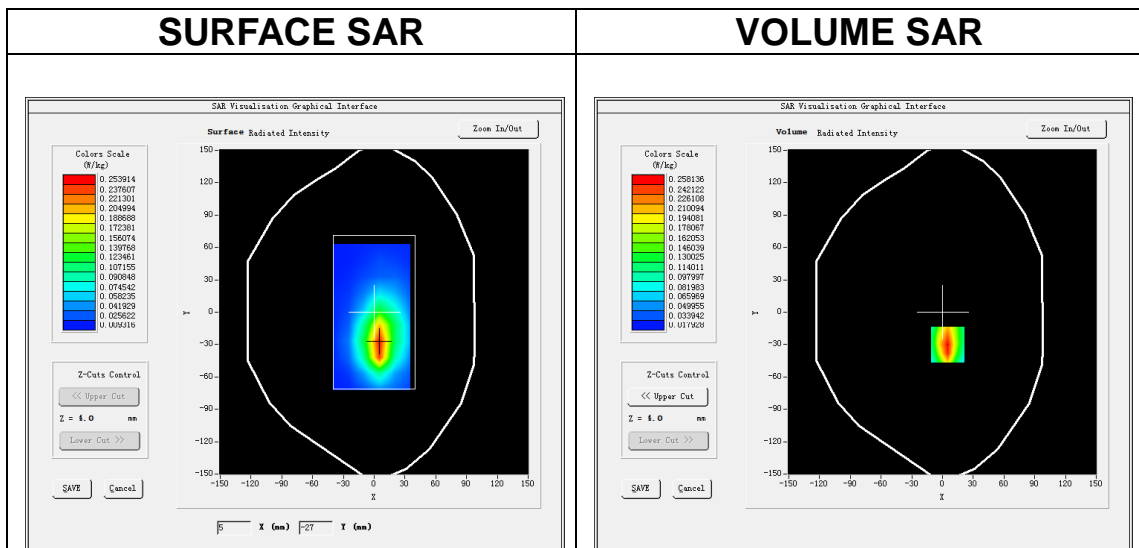 SURFACE SAR
VOLUME SAR
SAR Visualisation Graphical Interface
Surface Radiated Intensity
Zoom In/Out
Colors Scale
(W/kg)
0.253914
0.237607
0.221301
0.204994
0.188688
0.172381
0.156074
0.139768
0.123461
0.107155
0.090848
0.074542
0.058235
0.041929
0.025622
0.009316
150
120
90
60
30
0
-30
-60
-90
-120
-150
Y
-150 -120 -90 -60 -30 0 30 60 90 120 150
X
Z-Cuts Control
<< Upper Cut
Z = 4.0 mm
Lower Cut >>
SAVE Cancel
5 X (mm) -27 Y (mm)
SAR Visualisation Graphical Interface
Volume Radiated Intensity
Zoom In/Out
Colors Scale
(W/kg)
0.258136
0.242122
0.226108
0.210094
0.194081
0.178067
0.162053
0.146039
0.130025
0.114011
0.097997
0.081983
0.065969
0.049955
0.033942
0.017928
150
120
90
60
30
0
-30
-60
-90
-120
-150
Y
-150 -120 -90 -60 -30 0 30 60 90 120 150
X
Z-Cuts Control
<< Upper Cut
Z = 4.0 mm
Lower Cut >>
SAVE Cancel